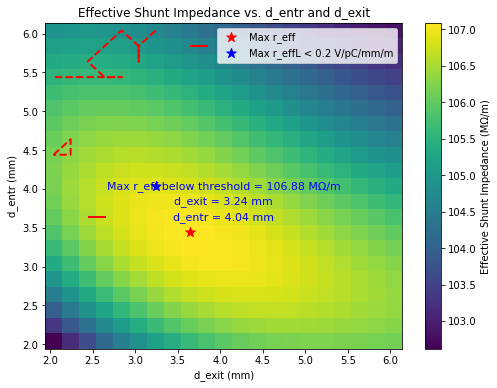 Effective Shunt Impedance vs. d_entr and d_exit
Max r_eff
Max r_effL < 0.2 V/pC/mm/m
Max r_eff below threshold = 106.88 MΩ/m
d_exit = 3.24 mm
d_entr = 4.04 mm
6.0
5.5
5.0
4.5
4.0
3.5
3.0
2.5
2.0
d_entr (mm)
2.0 2.5 3.0 3.5 4.0 4.5 5.0 5.5 6.0
d_exit (mm)
107.0
106.5
106.0
105.5
105.0
104.5
104.0
103.5
103.0
Effective Shunt Impedance (MΩ/m)